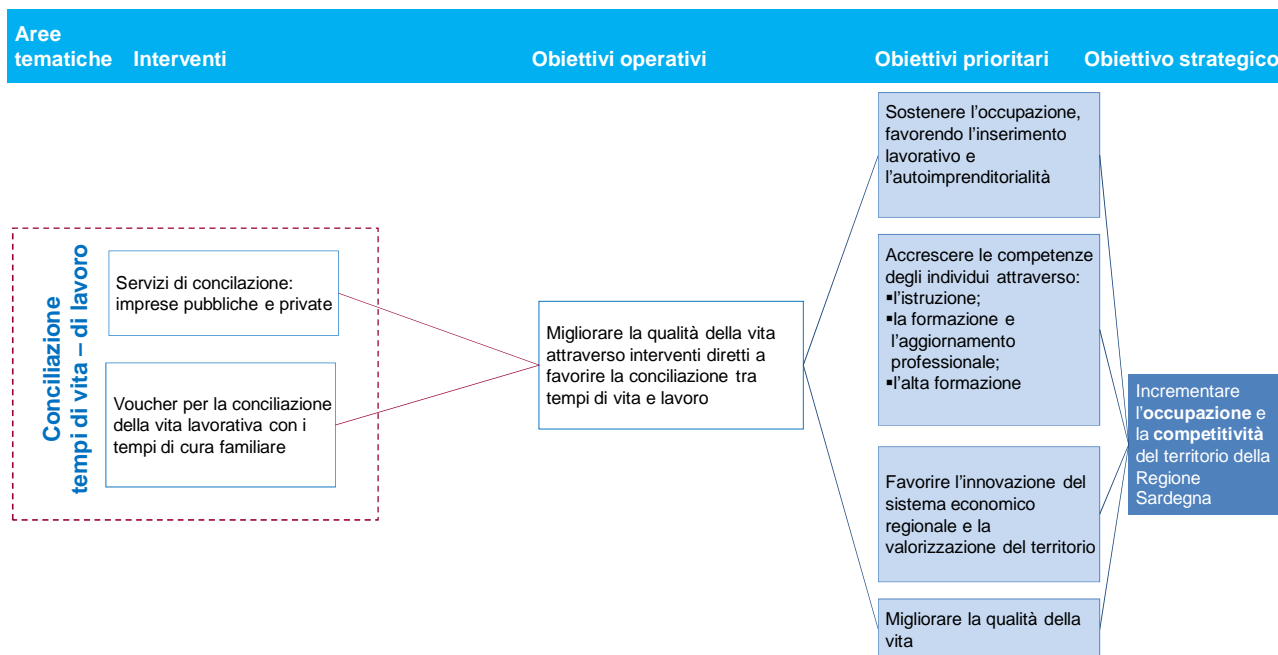 Aree
tematiche
Interventi
Obiettivi operativi
Obiettivi prioritari
Obiettivo strategico
Conciliazione
tempi di vita – di lavoro
Servizi di concilazione:
imprese pubbliche e private
Voucher per la conciliazione
della vita lavorativa con i
tempi di cura familiare
Migliorare la qualità della vita
attraverso interventi diretti a
favorire la conciliazione tra
tempi di vita e lavoro
Sostenere l’occupazione,
favorendo l’inserimento
lavorativo e
l’autoimprenditorialità
Accrescere le competenze
degli individui attraverso:
▪l’istruzione;
▪la formazione e
l’aggiornamento
professionale;
▪l’alta formazione
Favorire l’innovazione del
sistema economico
regionale e la
valorizzazione del territorio
Migliorare la qualità della
vita
Incrementare
l’occupazione e
la competitività
del territorio della
Regione
Sardegna